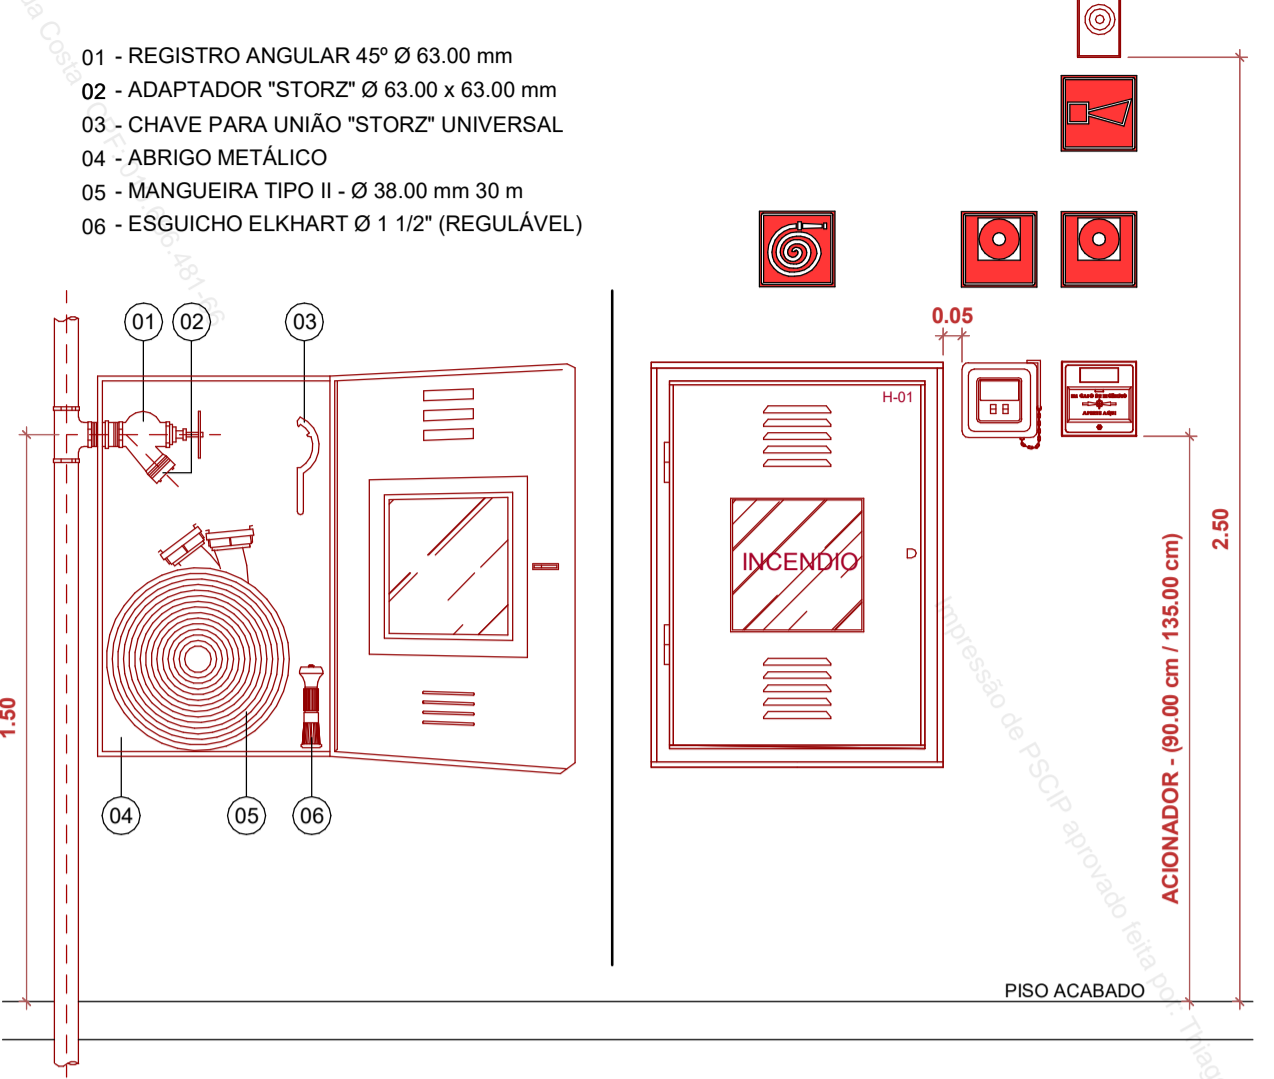 01 - REGISTRO ANGULAR 45º Ø 63.00 mm
02 - ADAPTADOR "STORZ" Ø 63.00 x 63.00 mm
03 - CHAVE PARA UNIÃO "STORZ" UNIVERSAL
04 - ABRIGO METÁLICO
05 - MANGUEIRA TIPO II - Ø 38.00 mm 30 m
06 - ESGUICHO ELKHART Ø 1 1/2" (REGULÁVEL)
01
02
03
0.05
H-01
INCENDIO
D
1.50
2.50
ACIONADOR - (90.00 cm / 135.00 cm)
04
05
06
PISO ACABADO
da Costa
Impressão de PSCIP aprovado feita por: Thiag